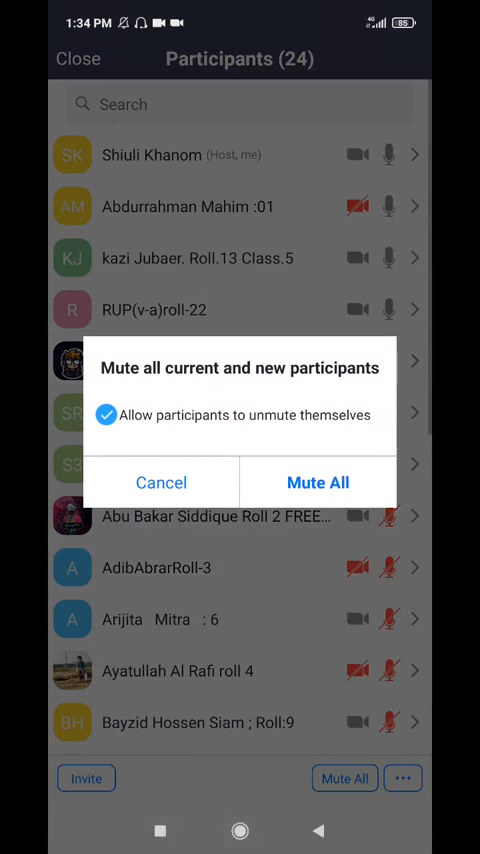 1:34 PM
4G
85
Close
Participants (24)
Search
SK
Shiuli Khanom (Host, me)
AM
Abdurrahman Mahim :01
KJ
kazi Jubaer. Roll.13 Class.5
R
RUP(v-a)roll-22
Mute all current and new participants
SR
Allow participants to unmute themselves
S3
Cancel
Mute All
Abu Bakar Siddique Roll 2 FREE...
A
AdibAbrarRoll-3
A
Arijita Mitra : 6
Ayatullah Al Rafi roll 4
BH
Bayzid Hossen Siam ; Roll:9
Invite
Mute All
...